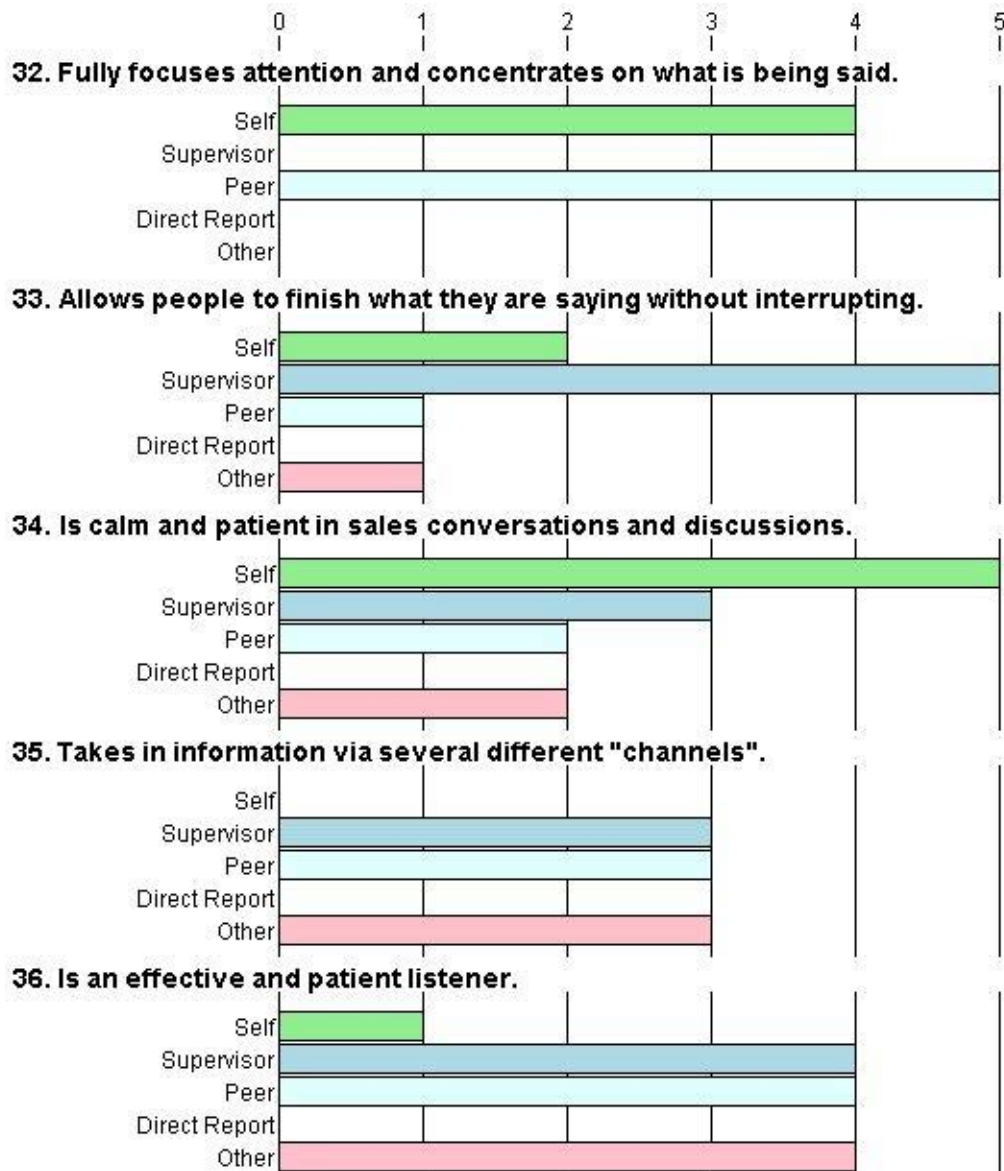 0 1 2 3 4 5
32. Fully focuses attention and concentrates on what is being said.
Self
Supervisor
Peer
Direct Report
Other
33. Allows people to finish what they are saying without interrupting.
Self
Supervisor
Peer
Direct Report
Other
34. Is calm and patient in sales conversations and discussions.
Self
Supervisor
Peer
Direct Report
Other
35. Takes in information via several different "channels".
Self
Supervisor
Peer
Direct Report
Other
36. Is an effective and patient listener.
Self
Supervisor
Peer
Direct Report
Other